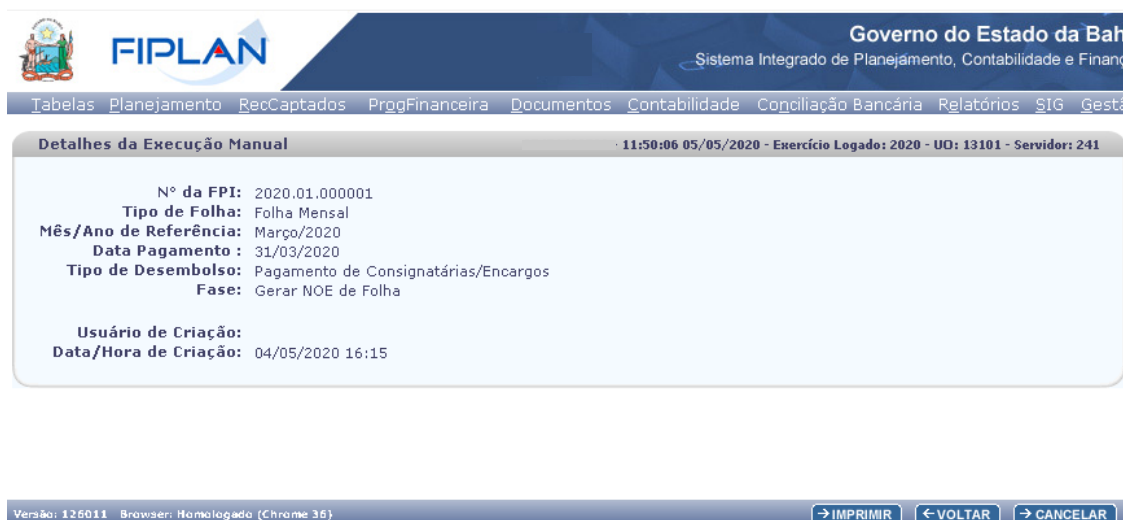 FIPLAN
Governo do Estado da Bah
Sistema Integrado de Planejamento, Contabilidade e Finanç
Tabelas Planejamento RecCaptados ProgFinanceira Documentos Contabilidade Conciliação Bancária Relatórios SIG Gestã
Detalhes da Execução Manual · 11:50:06 05/05/2020 - Exercício Logado: 2020 - UO: 13101 - Servidor: 241
N° da FPI: 2020.01.000001
Tipo de Folha: Folha Mensal
Mês/Ano de Referência: Março/2020
Data Pagamento : 31/03/2020
Tipo de Desembolso: Pagamento de Consignatárias/Encargos
Fase: Gerar NOE de Folha
Usuário de Criação:
Data/Hora de Criação: 04/05/2020 16:15
Versão: 126011 Browser: Homologado (Chrome 36)
IMPRIMIR VOLTAR CANCELAR